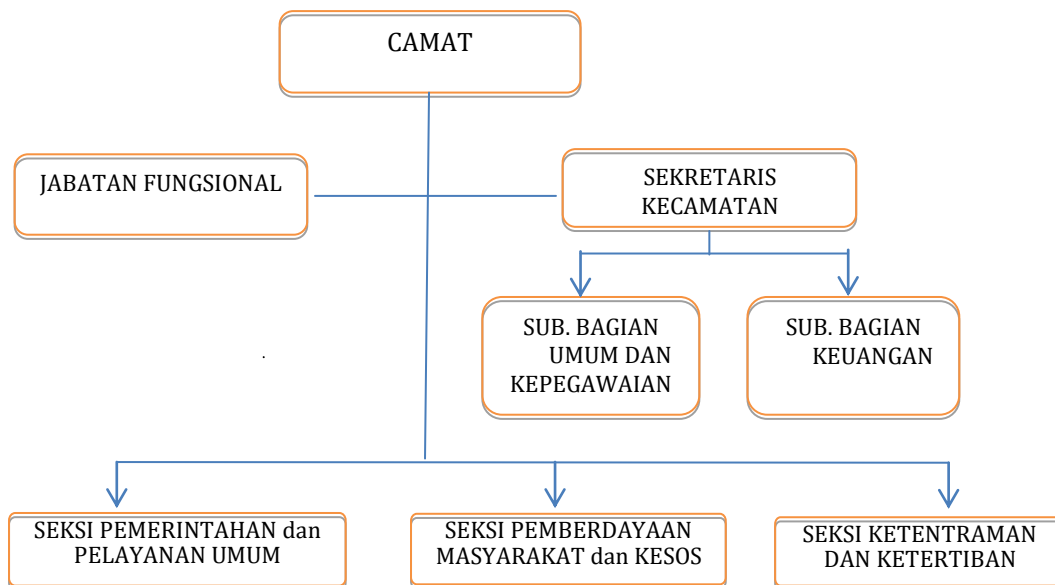 CAMAT
JABATAN FUNGSIONAL
SEKRETARIS
KECAMATAN
SUB. BAGIAN
UMUM DAN
KEPEGAWAIAN
SUB. BAGIAN
KEUANGAN
.
SEKSI PEMERINTAHAN dan
PELAYANAN UMUM
SEKSI PEMBERDAYAAN
MASYARAKAT dan KESOS
SEKSI KETENTRAMAN
DAN KETERTIBAN